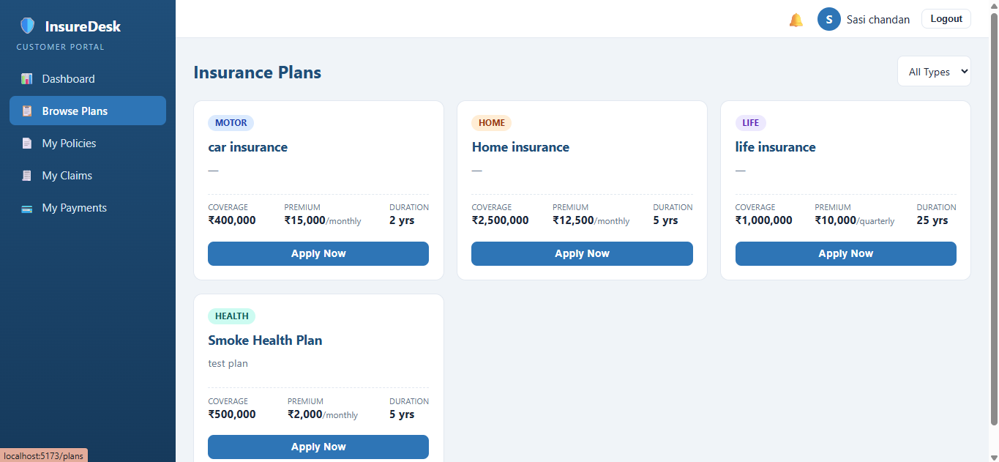 InsureDesk
CUSTOMER PORTAL
Dashboard
Browse Plans
My Policies
My Claims
My Payments
S Sasi chandan Logout
Insurance Plans
All Types
MOTOR
car insurance
—
COVERAGE PREMIUM DURATION
₹400,000 ₹15,000/monthly 2 yrs
Apply Now
HOME
Home insurance
—
COVERAGE PREMIUM DURATION
₹2,500,000 ₹12,500/monthly 5 yrs
Apply Now
LIFE
life insurance
—
COVERAGE PREMIUM DURATION
₹1,000,000 ₹10,000/quarterly 25 yrs
Apply Now
HEALTH
Smoke Health Plan
test plan
COVERAGE PREMIUM DURATION
₹500,000 ₹2,000/monthly 5 yrs
Apply Now
localhost:5173/plans